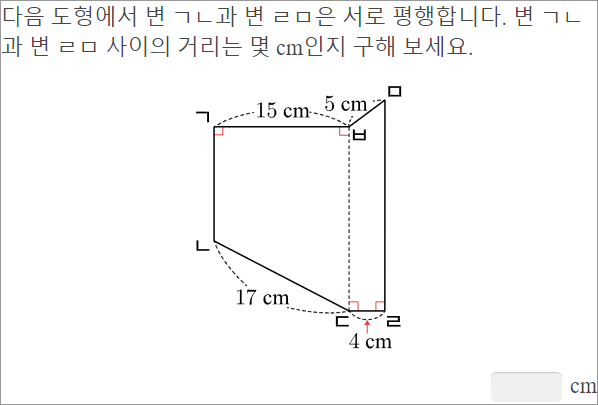 다음 도형에서 변 ㄱㄴ과 변 ㄹㅁ은 서로 평행합니다. 변 ㄱㄴ
과 변 ㄹㅁ 사이의 거리는 몇 cm인지 구해 보세요.
ㅁ
5 cm
15 cm
ㄱ
ㅂ
ㄴ
17 cm
ㄷ
ㄹ
4 cm
cm